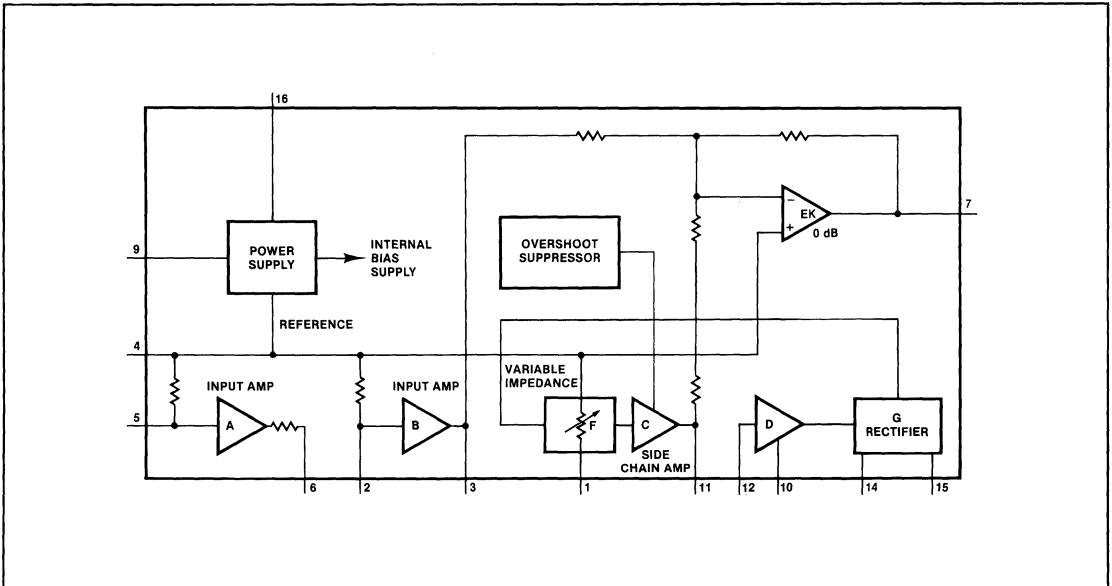 16
7
−
EK
+
0 dB
9
POWER
SUPPLY
INTERNAL
BIAS
SUPPLY
OVERSHOOT
SUPPRESSOR
REFERENCE
4
VARIABLE
IMPEDANCE
INPUT AMP
INPUT AMP
5
A
B
F
C
SIDE
CHAIN AMP
D
G
RECTIFIER
6
2
3
1
11
12
10
14
15